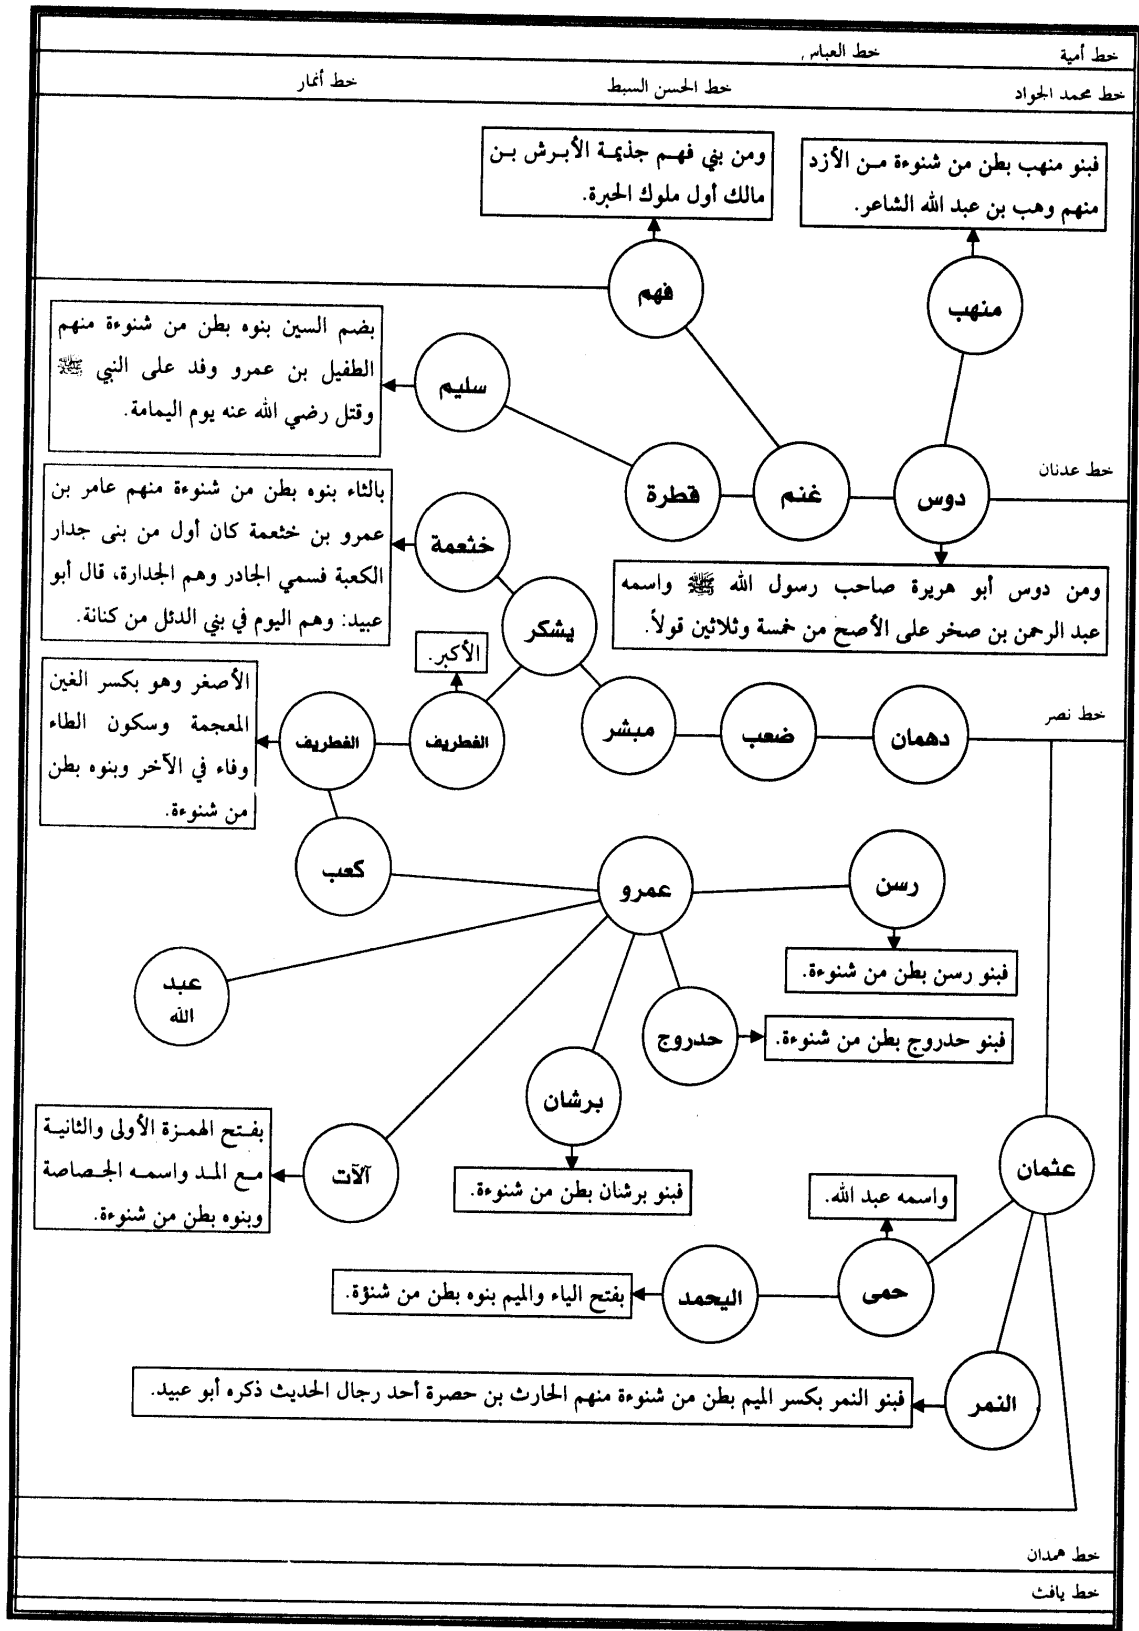 خط أمية
خط العباس
خط محمد الجواد
خط الحسن السبط
خط أنمار
فبنو منهب بطن من شنوءة من الأزد
منهم وهب بن عبد الله الشاعر.
ومن بني فهم جذيمة الأبرش بن
مالك أول ملوك الحبرة.
منهب
فهم
بضم السين بنوه بطن من شنوءة منهم
الطفيل بن عمرو وفد على النبي ﷺ
وقتل رضي الله عنه يوم اليمامة.
سليم
خط عدنان
دوس
غنم
قطرة
بالثاء بنوه بطن من شنوءة منهم عامر بن
عمرو بن خثعمة كان أول من بنى جدار
الكعبة فسمي الجادر وهم الجدارة، قال أبو
عبيد: وهم اليوم في بني الدئل من كنانة.
خثعمة
ومن دوس أبو هريرة صاحب رسول الله ﷺ واسمه
عبد الرحمن بن صخر على الأصح من خمسة وثلاثين قولاً.
يشكر
الأكبر.
خط نصر
دهمان
ضعب
مبشر
الغطريف
الغطريف
الأصغر وهو بكسر الغين
المعجمة وسكون الطاء
وفاء في الآخر وبنوه بطن
من شنوءة.
كعب
عمرو
رسن
فبنو رسن بطن من شنوءة.
عبد
الله
حدروج
فبنو حدروج بطن من شنوءة.
برشان
فبنو برشنان بطن من شنوءة.
آلآت
بفتح الهمزة الأولى والثانية
مع المد واسمه الجصاصة
وبنوه بطن من شنوءة.
عثمان
واسمه عبد الله.
حمى
اليحمد
بفتح الياء والميم بنوه بطن من شنؤة.
النمر
فبنو النمر بكسر الميم بطن من شنوءة منهم الحارث بن حصرة أحد رجال الحديث ذكره أبو عبيد.
خط همدان
خط يافث